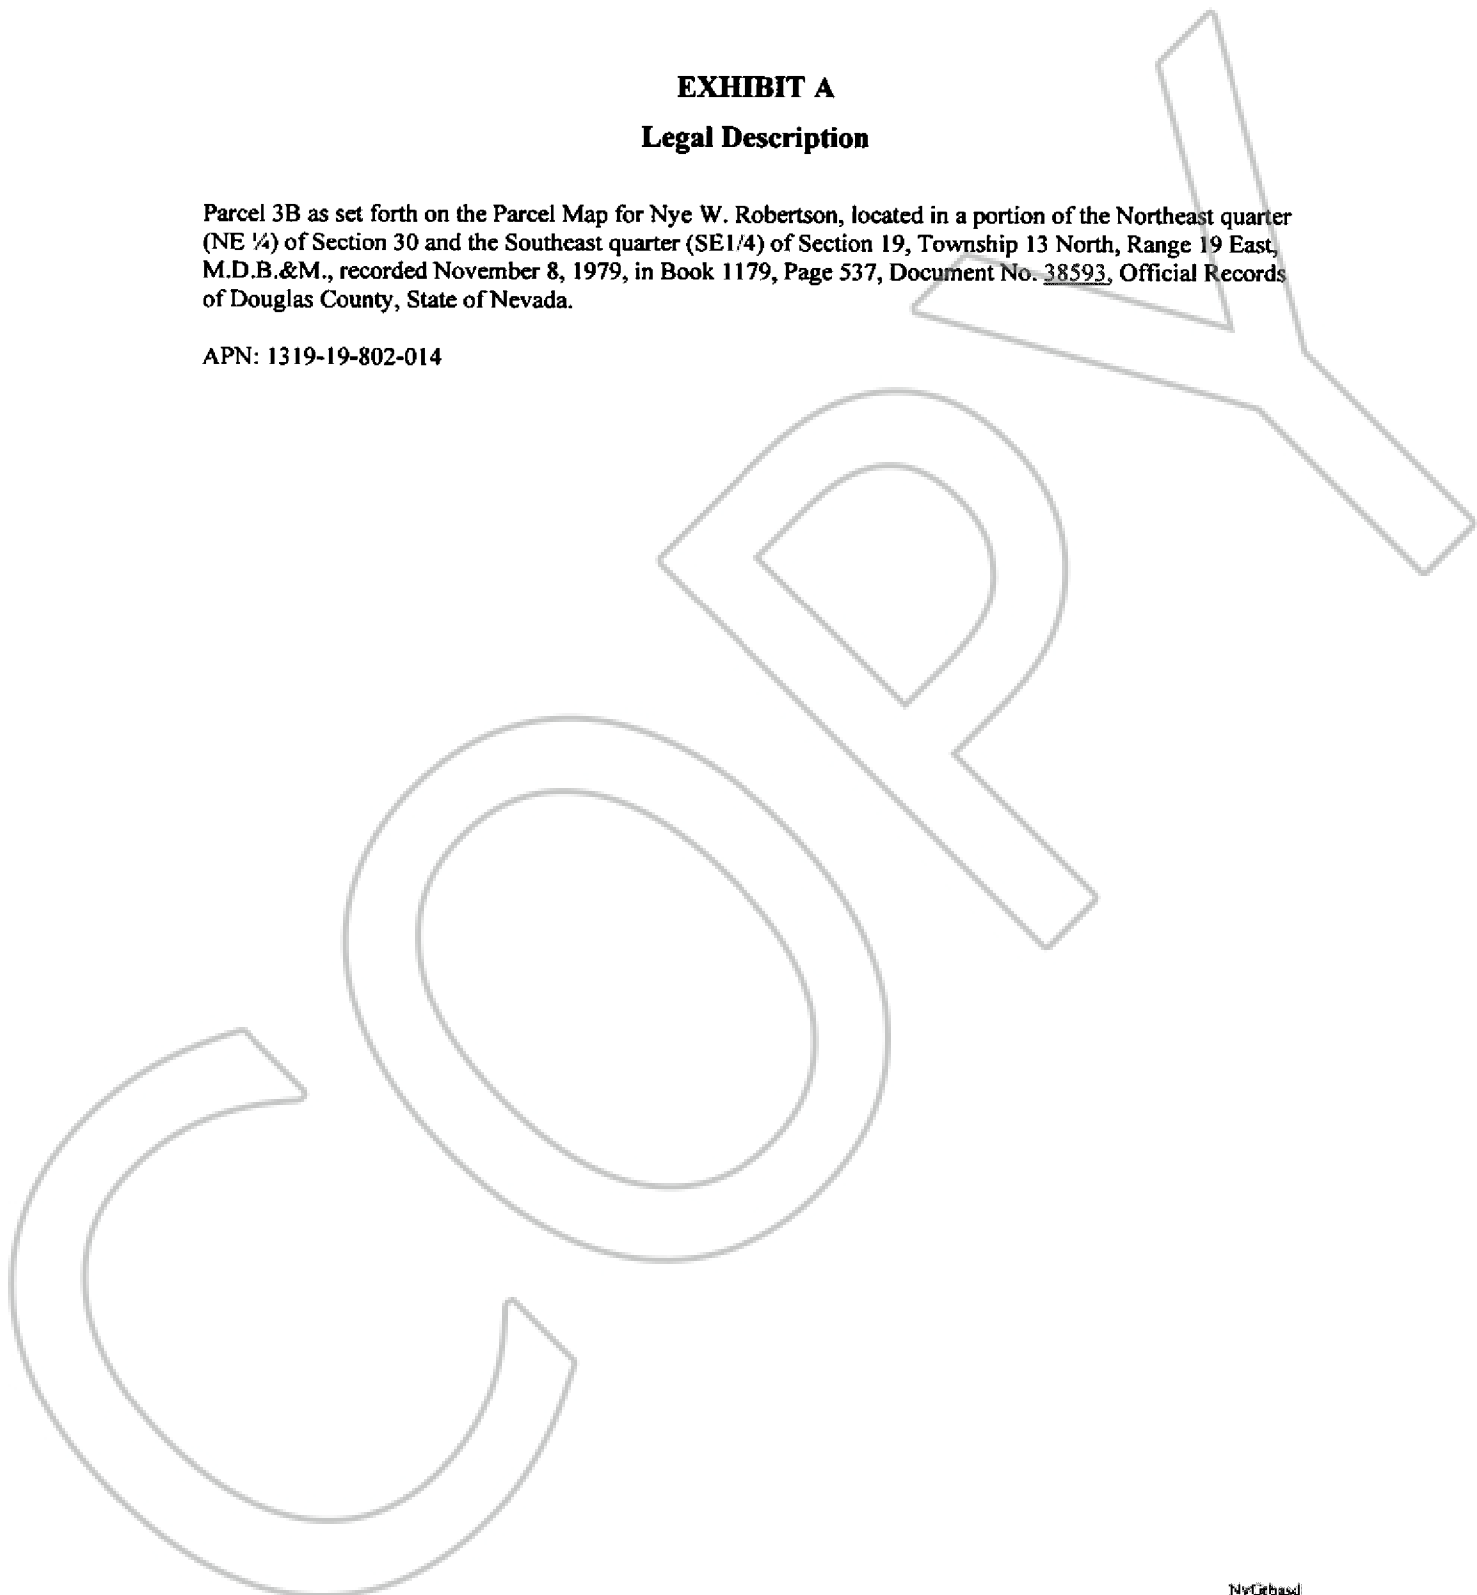 EXHIBIT A
Legal Description
Parcel 3B as set forth on the Parcel Map for Nye W. Robertson, located in a portion of the Northeast quarter
(NE ¼) of Section 30 and the Southeast quarter (SE1/4) of Section 19, Township 13 North, Range 19 East,
M.D.B.&M., recorded November 8, 1979, in Book 1179, Page 537, Document No. 38593, Official Records
of Douglas County, State of Nevada.
APN: 1319-19-802-014
COPY